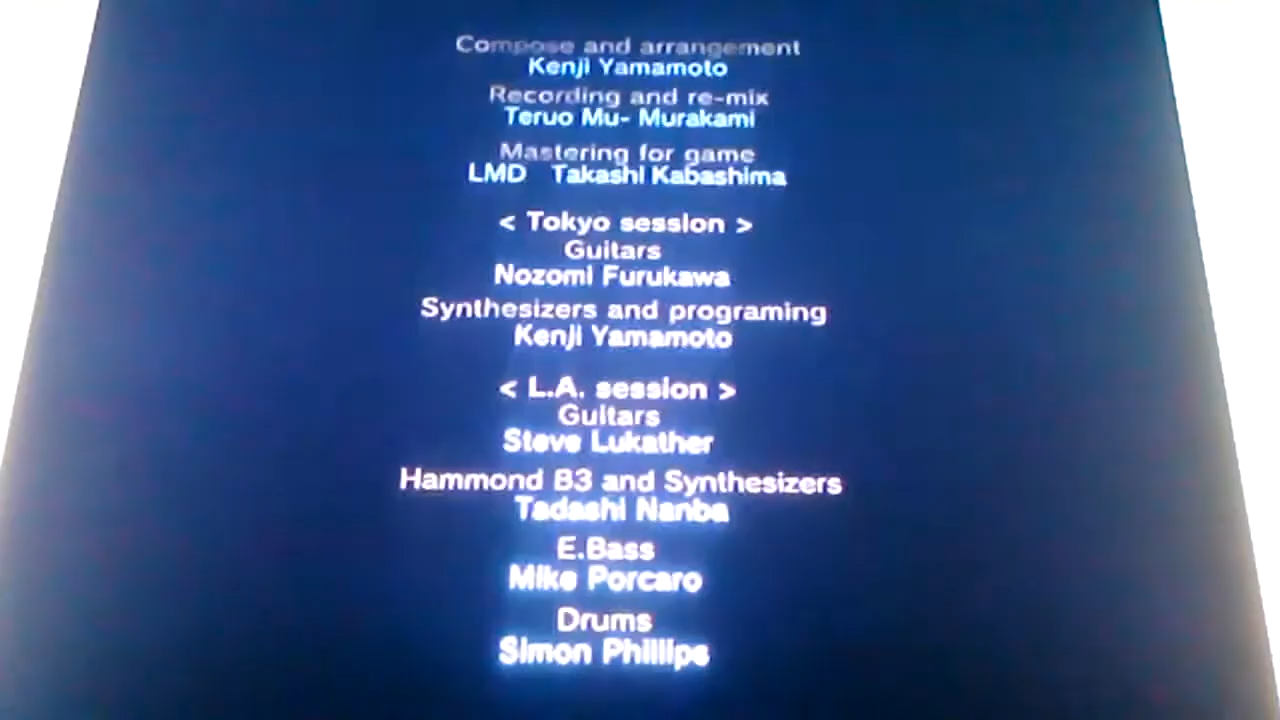 Compose and arrangement
Kenji Yamamoto
Recording and re-mix
Teruo Mu- Murakami
Mastering for game
LMD Takashi Kabashima
< Tokyo session >
Guitars
Nozomi Furukawa
Synthesizers and programing
Kenji Yamamoto
< L.A. session >
Guitars
Steve Lukather
Hammond B3 and Synthesizers
Tadashi Nanba
E.Bass
Mike Porcaro
Drums
Simon Phillips